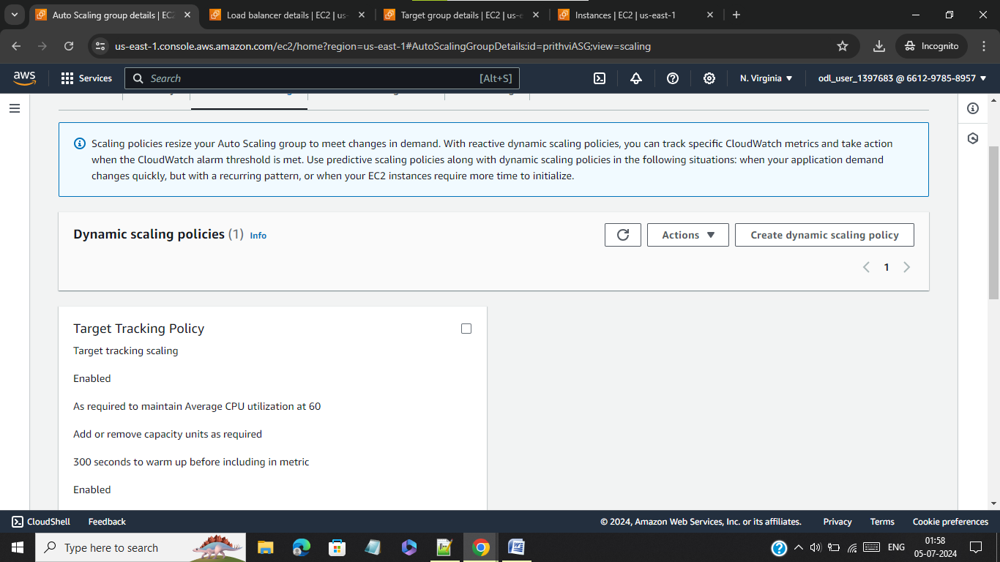 Auto Scaling group details | EC2
Load balancer details | EC2 | us-
Target group details | EC2 | us-e
Instances | EC2 | us-east-1
us-east-1.console.aws.amazon.com/ec2/home?region=us-east-1#AutoScalingGroupDetails:id=prithviASG;view=scaling
Incognito
aws
Services
Search
[Alt+S]
N. Virginia
odl_user_1397683 @ 6612-9785-8957
Scaling policies resize your Auto Scaling group to meet changes in demand. With reactive dynamic scaling policies, you can track specific CloudWatch metrics and take action
when the CloudWatch alarm threshold is met. Use predictive scaling policies along with dynamic scaling policies in the following situations: when your application demand
changes quickly, but with a recurring pattern, or when your EC2 instances require more time to initialize.
Dynamic scaling policies (1) Info
Actions
Create dynamic scaling policy
1
Target Tracking Policy
Target tracking scaling
Enabled
As required to maintain Average CPU utilization at 60
Add or remove capacity units as required
300 seconds to warm up before including in metric
Enabled
CloudShell
Feedback
© 2024, Amazon Web Services, Inc. or its affiliates.
Privacy
Terms
Cookie preferences
Type here to search
ENG
01:58
05-07-2024